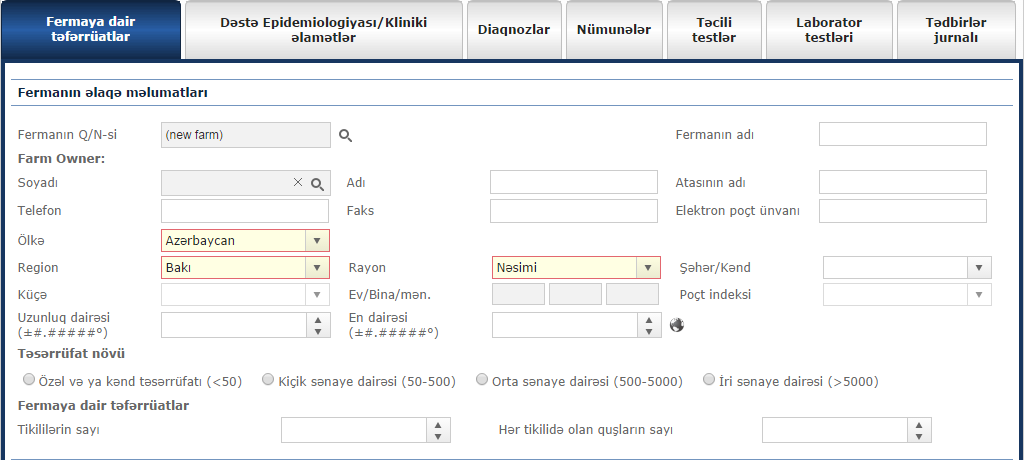 Fermaya dair təfərrüatlar
Dəstə Epidemiologiyası/Kliniki əlamətlər
Diaqnozlar
Nümunələr
Təcili testlər
Laborator testləri
Tədbirlər jurnalı
Fermanın əlaqə məlumatları
Fermanın Q/N-si (new farm) Fermanın adı
Farm Owner:
Soyadı Adı Atasının adı
Telefon Faks Elektron poçt ünvanı
Ölkə Azərbaycan
Region Bakı Rayon Nəsimi Şəhər/Kənd
Küçə Ev/Bina/mən. Poçt indeksi
Uzunluq dairəsi (±#.#####°) En dairəsi (±#.#####°)
Təsərrüfat növü
Özəl və ya kənd təsərrüfatı (<50) Kiçik sənaye dairəsi (50-500) Orta sənaye dairəsi (500-5000) İri sənaye dairəsi (>5000)
Fermaya dair təfərrüatlar
Tikililərin sayı Hər tikilidə olan quşların sayı